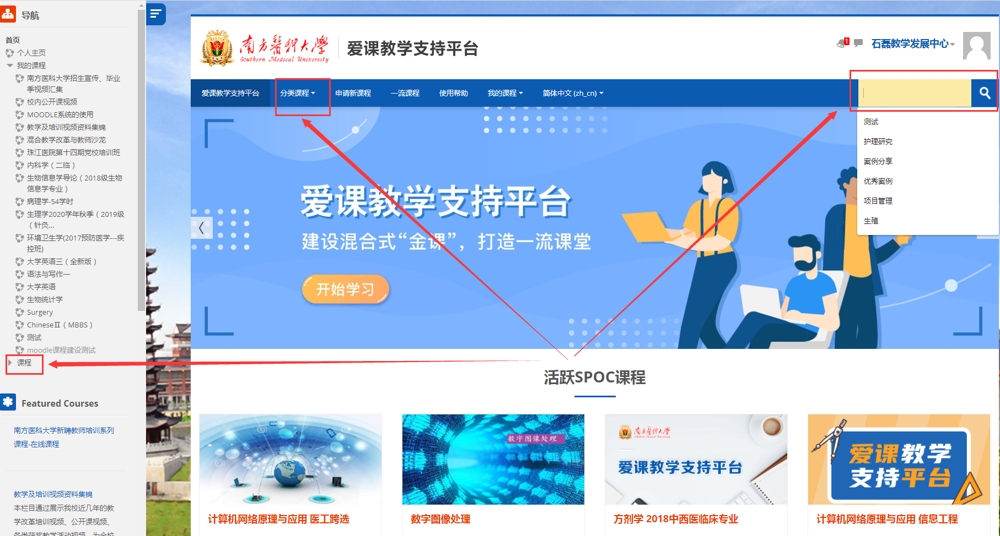 导航
首页
个人主页
我的课程
南方医科大学招生宣传、毕业
季视频汇集
校内公开课视频
MOODLE系统的使用
教学及培训视频资料集锦
混合教学改革与教师沙龙
珠江医院第十四期党校培训班
内科学（二临）
生物信息学导论（2018级生物
信息学专业）
病理学-54学时
生理学2020学年秋季（2019级
（针灸...
环境卫生学(2017预防医学---疾
控班)
大学英语三（全新版）
语法与写作一
大学英语
生物统计学
Surgery
ChineseⅡ（MBBS）
测试
moodle课程建设测试
课程
Featured Courses
南方医科大学新聘教师培训系列
课程-在线课程
教学及培训视频资料集锦
本栏目通过展示我校近几年的教
学改革培训视频、公开课视频、
各类获奖教学活动视频，为全校
南方醫科大學
Southern Medical University
爱课教学支持平台
1
石磊教学发展中心
爱课教学支持平台 分类课程 申请新课程 一流课程 使用帮助 我的课程 简体中文 (zh_cn)
测试
护理研究
案例分享
优秀案例
项目管理
生殖
爱课教学支持平台
建设混合式“金课”，打造一流课堂
开始学习
活跃SPOC课程
数字图像处理
南方醫科大學
Southern Medical University
爱课教学支持平台
爱课教学
支持平台
计算机网络原理与应用 医工跨选
数字图像处理
方剂学 2018中西医临床专业
计算机网络原理与应用 信息工程